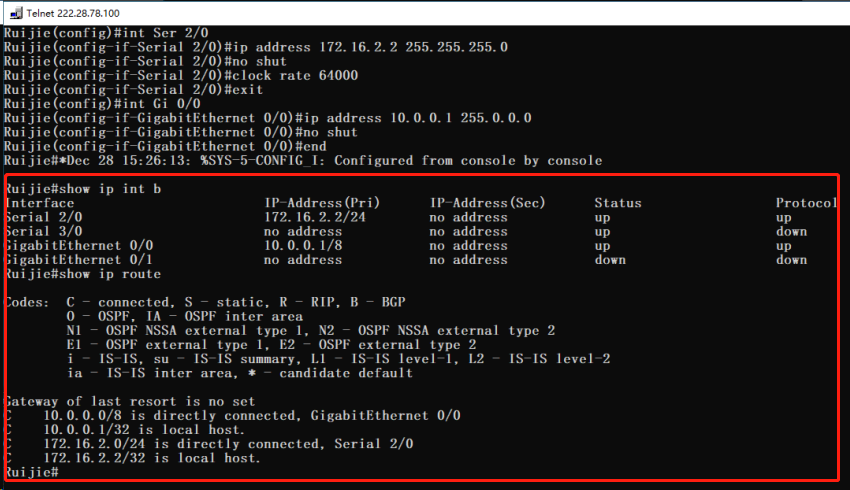 Telnet 222.28.78.100
Ruijie(config)#int Ser 2/0
Ruijie(config-if-Serial 2/0)#ip address 172.16.2.2 255.255.255.0
Ruijie(config-if-Serial 2/0)#no shut
Ruijie(config-if-Serial 2/0)#clock rate 64000
Ruijie(config-if-Serial 2/0)#exit
Ruijie(config)#int Gi 0/0
Ruijie(config-if-GigabitEthernet 0/0)#ip address 10.0.0.1 255.0.0.0
Ruijie(config-if-GigabitEthernet 0/0)#no shut
Ruijie(config-if-GigabitEthernet 0/0)#end
Ruijie#*Dec 28 15:26:13: %SYS-5-CONFIG_I: Configured from console by console
Ruijie#show ip int b
Interface IP-Address(Pri) IP-Address(Sec) Status Protocol
Serial 2/0 172.16.2.2/24 no address up up
Serial 3/0 no address no address up down
GigabitEthernet 0/0 10.0.0.1/8 no address up up
GigabitEthernet 0/1 no address no address down down
Ruijie#show ip route
Codes: C - connected, S - static, R - RIP, B - BGP
O - OSPF, IA - OSPF inter area
N1 - OSPF NSSA external type 1, N2 - OSPF NSSA external type 2
E1 - OSPF external type 1, E2 - OSPF external type 2
i - IS-IS, su - IS-IS summary, L1 - IS-IS level-1, L2 - IS-IS level-2
ia - IS-IS inter area, * - candidate default
Gateway of last resort is no set
C 10.0.0.0/8 is directly connected, GigabitEthernet 0/0
C 10.0.0.1/32 is local host.
C 172.16.2.0/24 is directly connected, Serial 2/0
C 172.16.2.2/32 is local host.
Ruijie#